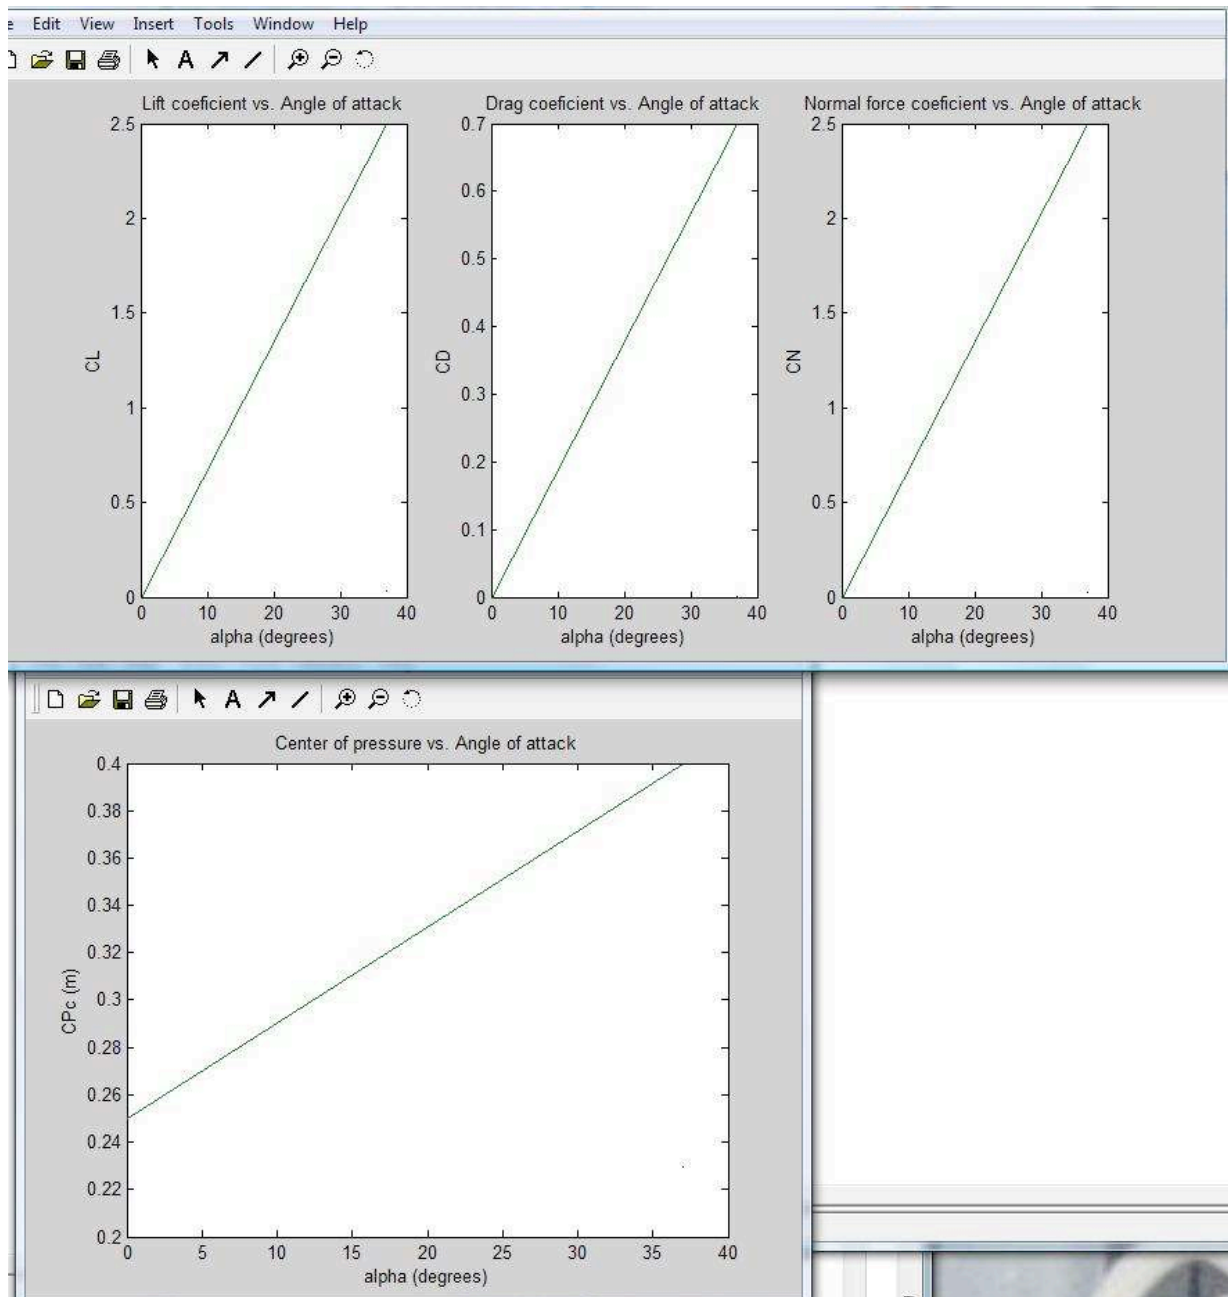 Edit View Insert Tools Window Help
Lift coeficient vs. Angle of attack
2.5
2
1.5
1
0.5
0
CL
0 10 20 30 40
alpha (degrees)
Drag coeficient vs. Angle of attack
0.7
0.6
0.5
0.4
0.3
0.2
0.1
0
CD
0 10 20 30 40
alpha (degrees)
Normal force coeficient vs. Angle of attack
2.5
2
1.5
1
0.5
0
CN
0 10 20 30 40
alpha (degrees)
Center of pressure vs. Angle of attack
0.4
0.38
0.36
0.34
0.32
0.3
0.28
0.26
0.24
0.22
0.2
CPc (m)
0 5 10 15 20 25 30 35 40
alpha (degrees)